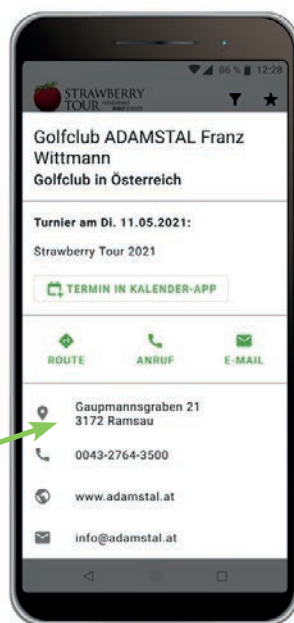 86 % 12:28
STRAWBERRY
TOUR
Golfclub ADAMSTAL Franz
Wittmann
Golfclub in Österreich
Turnier am Di. 11.05.2021:
Strawberry Tour 2021
TERMIN IN KALENDER-APP
ROUTE ANRUF E-MAIL
Gaupmannsgraben 21
3172 Ramsau
0043-2764-3500
www.adamstal.at
info@adamstal.at